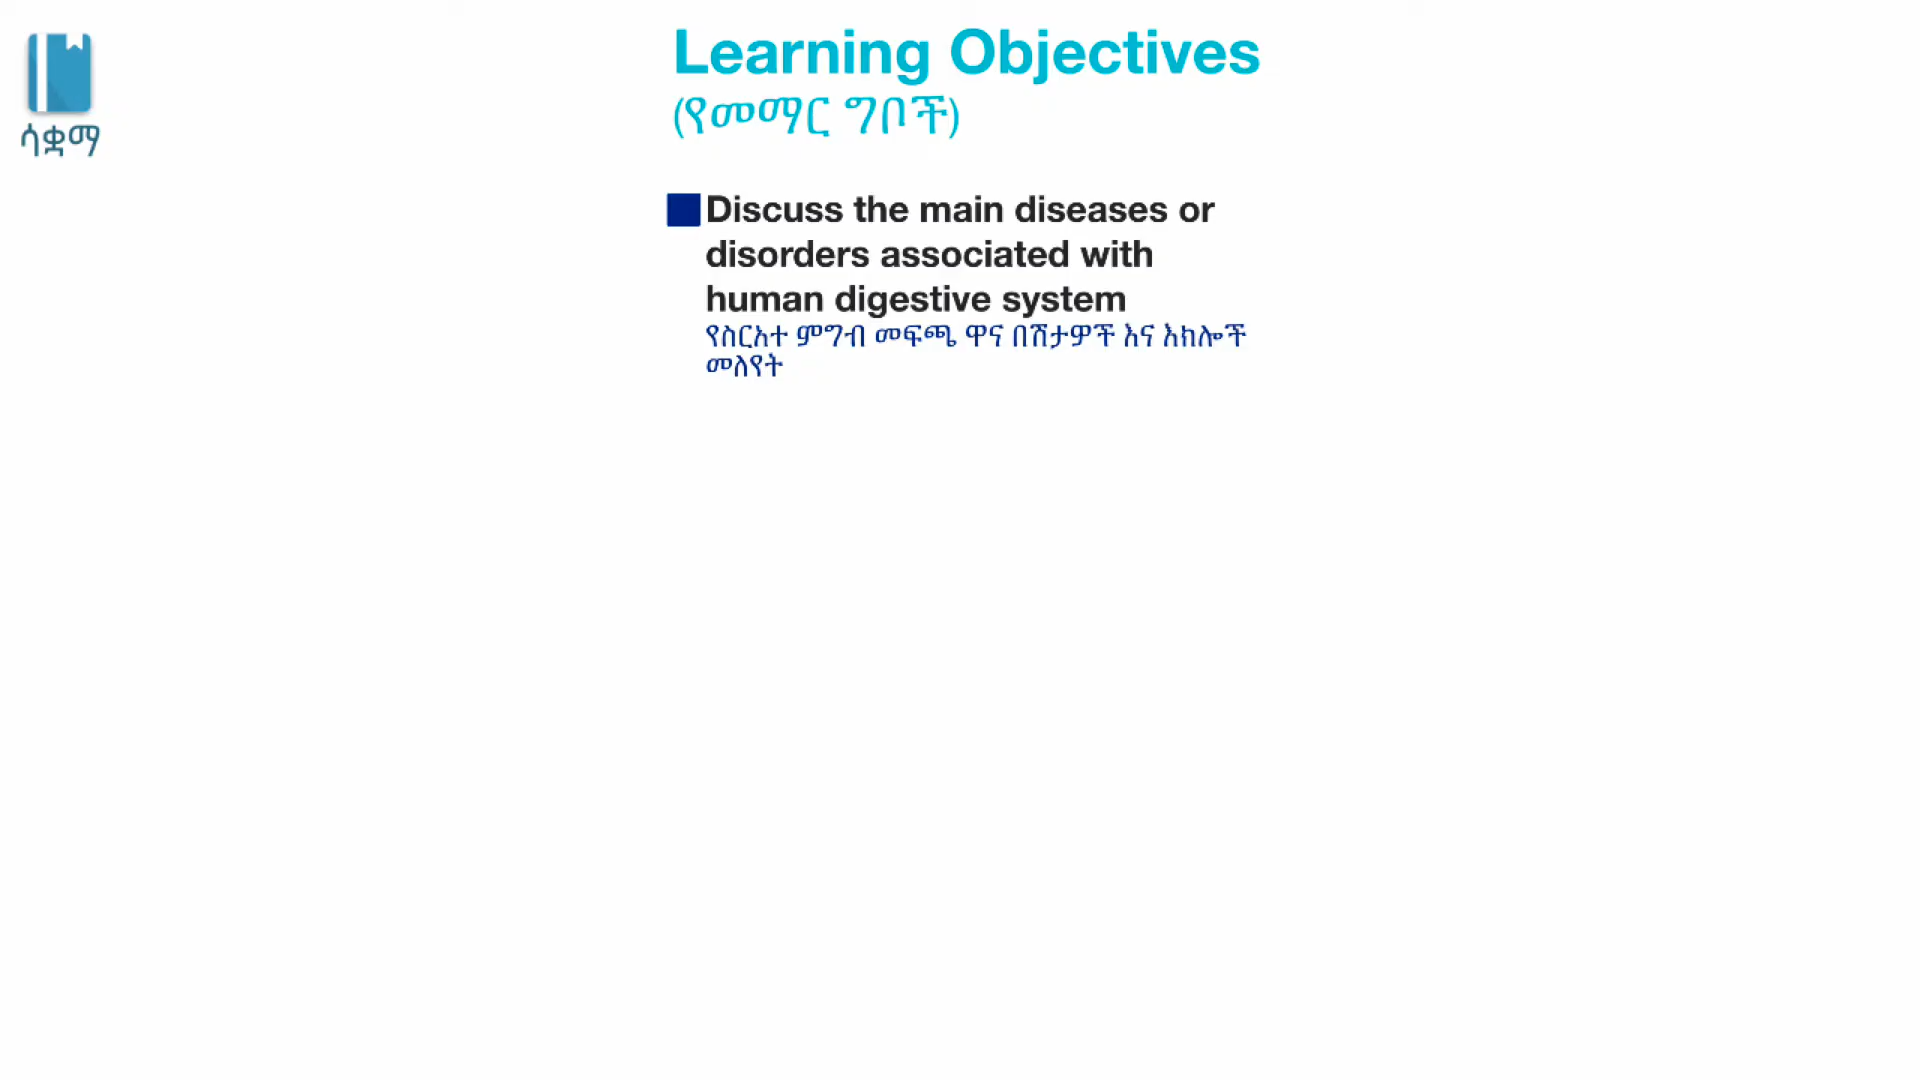 Learning Objectives
(የመማር ግቦች)
ሳቋማ
Discuss the main diseases or
disorders associated with
human digestive system
የስርአተ ምግብ መፍጫ ዋና በሽታዎች እና እክሎች
መለየት